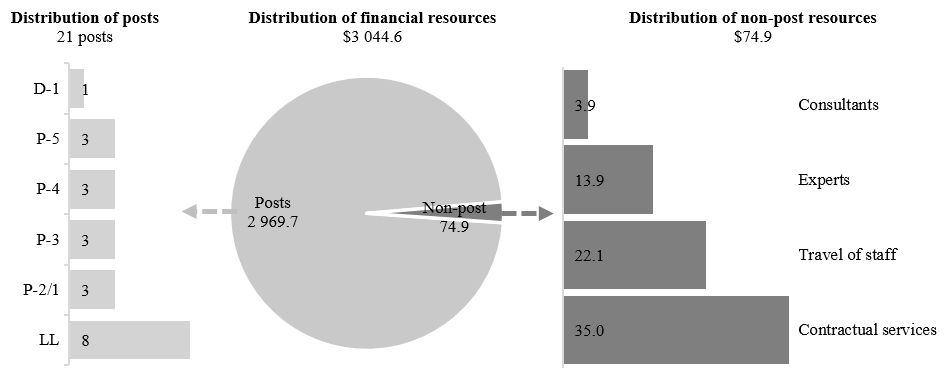 Distribution of posts
21 posts
D-1
1
P-5
3
P-4
3
P-3
3
P-2/1
3
LL
8
Distribution of financial resources
$3 044.6
Posts
2 969.7
Non-post
74.9
Distribution of non-post resources
$74.9
3.9
Consultants
13.9
Experts
22.1
Travel of staff
35.0
Contractual services